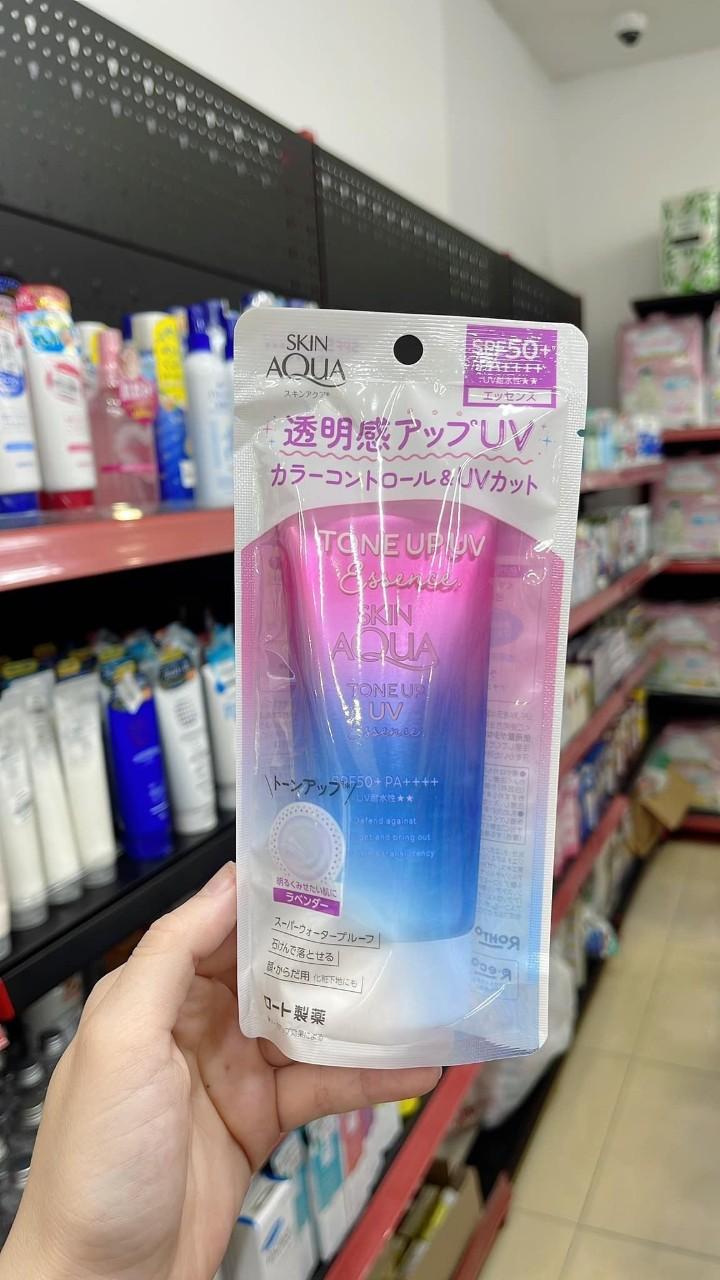 SKIN
AQUA
スキンアクア
SPF50+
PA++++
UV耐水性★★
エッセンス
透明感アップUV
カラーコントロール&UVカット
TONE UP UV
Essence
SKIN
AQUA
TONE UP
UV
Essence
トーンアップ
SPF50+ PA++++
UV耐水性★★
Defend against
and bring out
明るくみせたい肌に
ラベンダー
スーパーウォータープルーフ
石けんで落とせる
顔・からだ用 化粧下地にも
ロート製薬